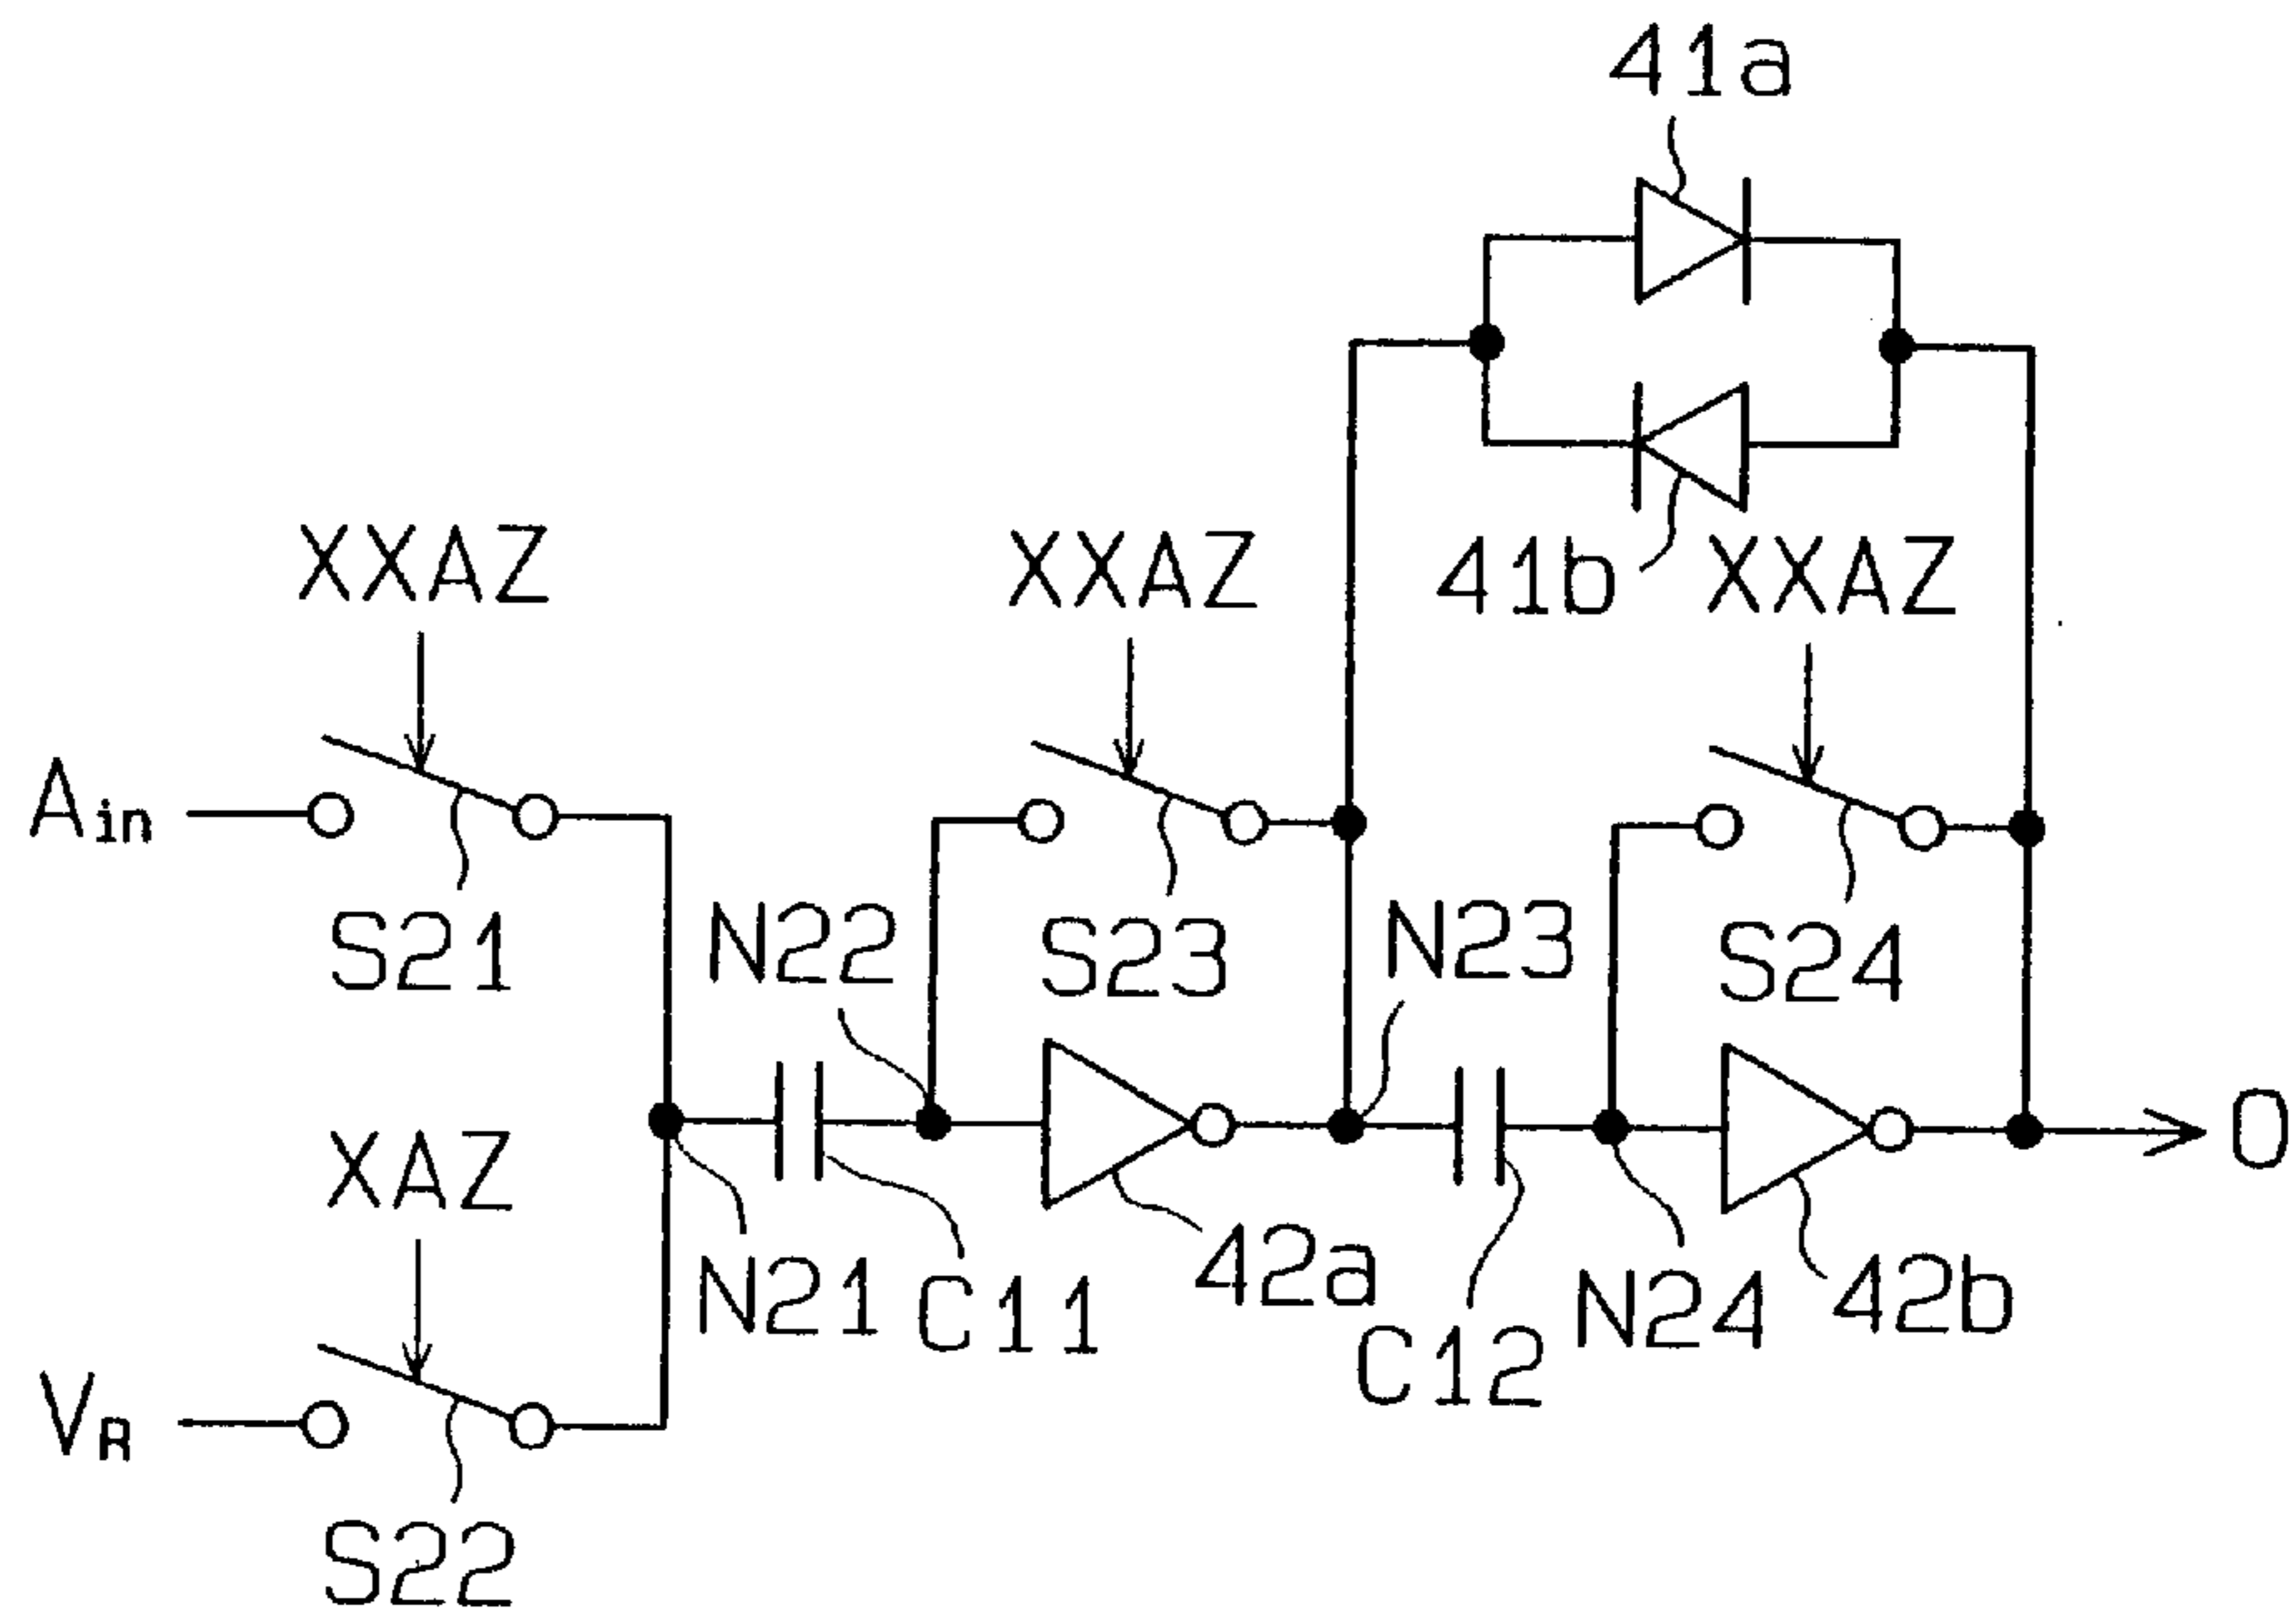 41a
XXAZ
XXAZ
41b
XXAZ
Ain
S21
N22
S23
N23
S24
XAZ
N21
C11
42a
C12
N24
42b
O
VR
S22